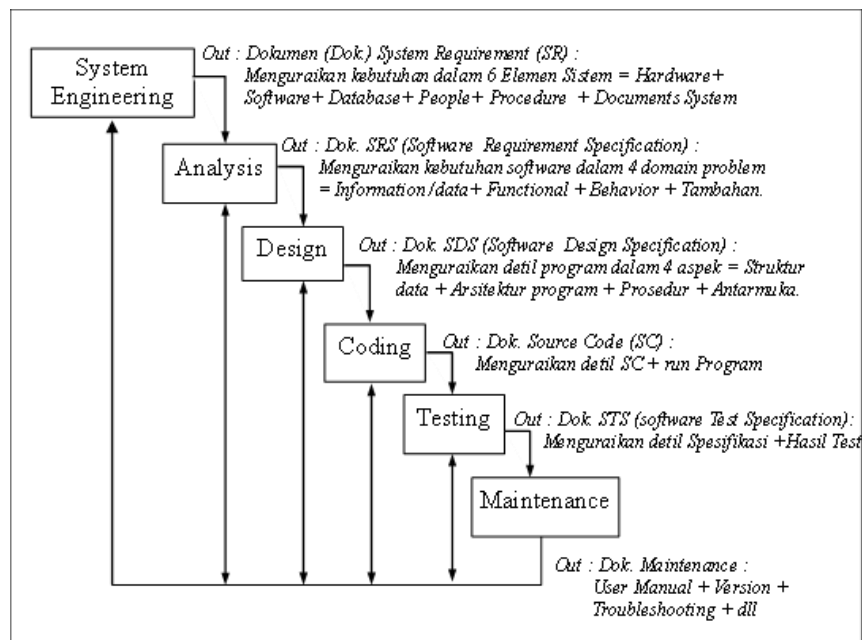 System
Engineering
Out : Dokumen (Dok.) System Requirement (SR) :
Menguraikan kebutuhan dalam 6 Elemen Sistem = Hardware+
Software+ Database+ People+ Procedure + Documents System
Analysis
Out : Dok. SRS (Software Requirement Specification) :
Menguraikan kebutuhan software dalam 4 domain problem
= Information/data+ Functional + Behavior + Tambahan.
Design
Out : Dok. SDS (Software Design Specification) :
Menguraikan detil program dalam 4 aspek = Struktur
data + Arsitektur program + Prosedur + Antarmuka.
Coding
Out : Dok. Source Code (SC) :
Menguraikan detil SC+ run Program
Testing
Out : Dok. STS (software Test Specification):
Menguraikan detil Spesifikasi +Hasil Test
Maintenance
Out : Dok. Maintenance :
User Manual + Version +
Troubleshooting + dll